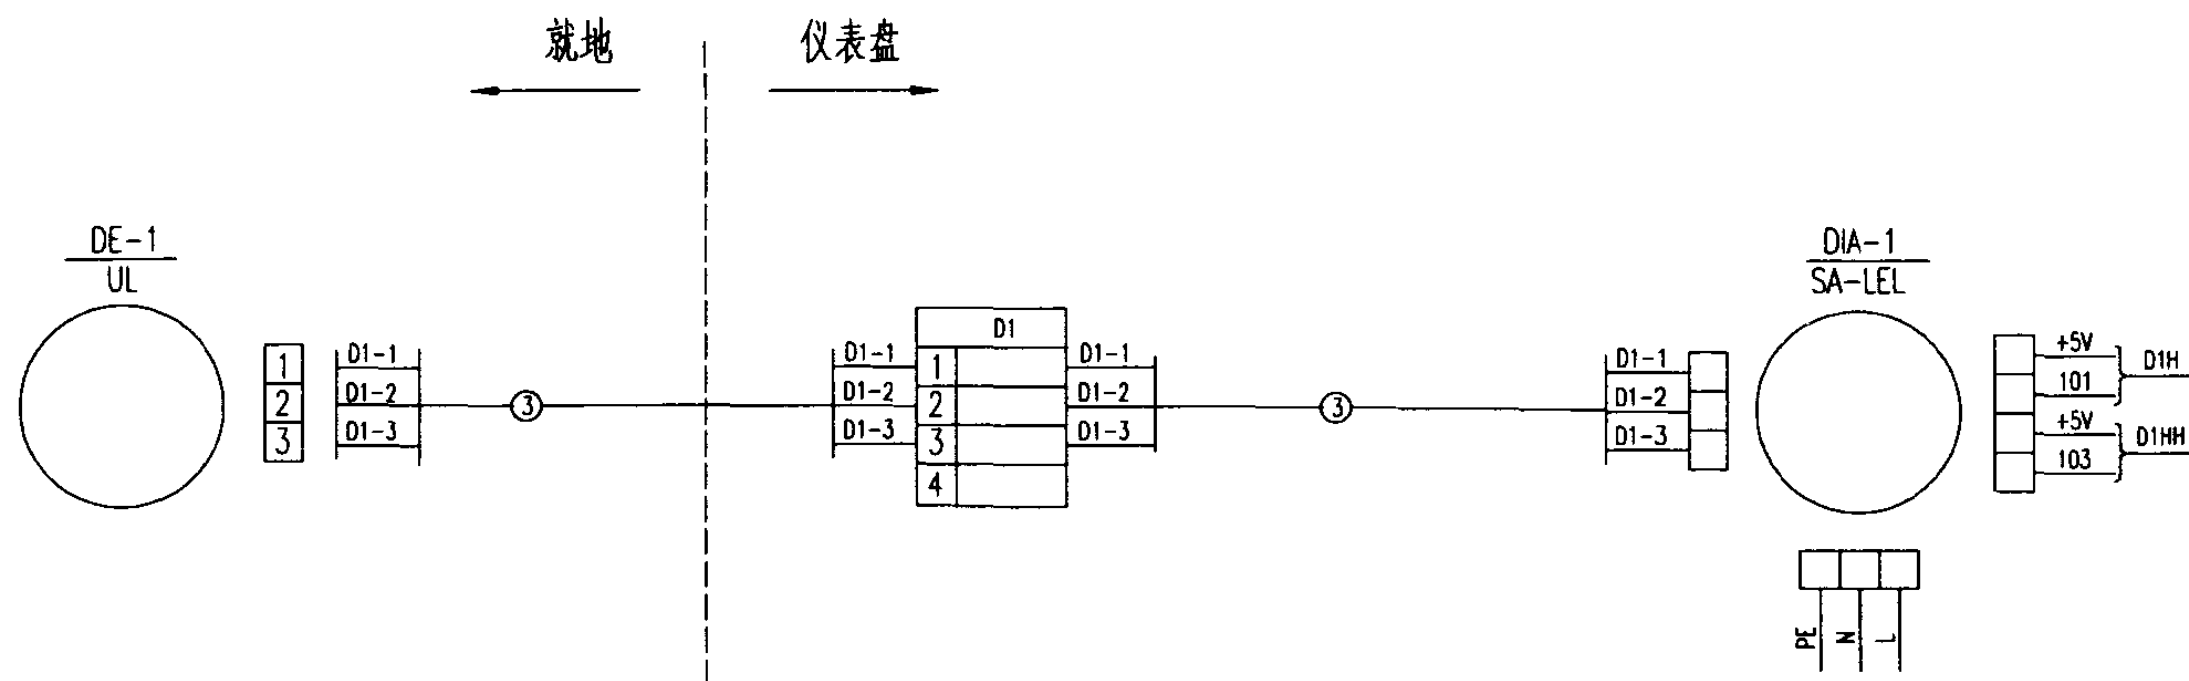 就地
仪表盘
DE-1
UL
1
2
3
D1-1
D1-2
D1-3
③
D1-1
D1-2
D1-3
D1
1
2
3
4
D1-1
D1-2
D1-3
③
D1-1
D1-2
D1-3
DIA-1
SA-LEL
+5V
101
D1H
+5V
103
D1HH
PE
N
L